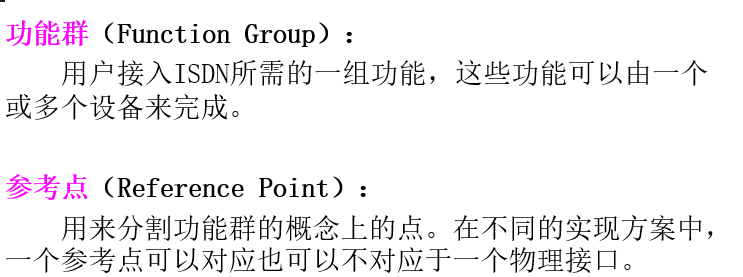 功能群（Function Group）：
用户接入ISDN所需的一组功能，这些功能可以由一个
或多个设备来完成。
参考点（Reference Point）：
用来分割功能群的概念上的点。在不同的实现方案中，
一个参考点可以对应也可以不对应于一个物理接口。